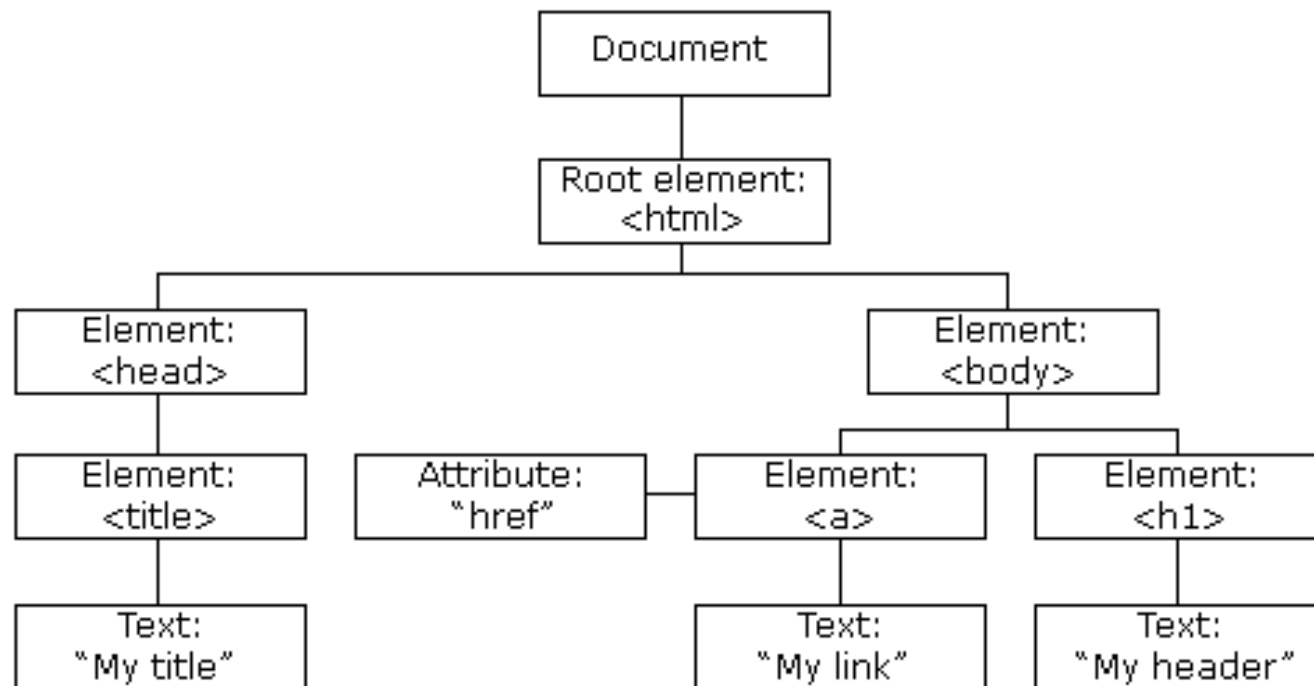 Document
Root element:
<html>
Element:
<head>
Element:
<body>
Element:
<title>
Attribute:
“href”
Element:
<a>
Element:
<h1>
Text:
“My title”
Text:
“My link”
Text:
“My header”